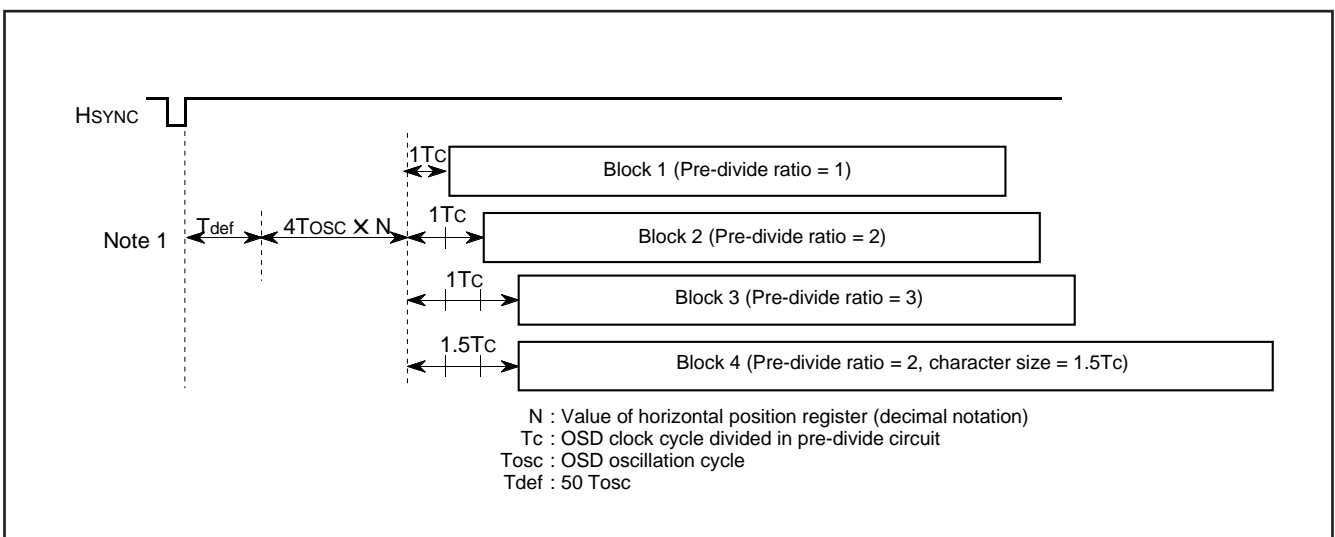 HSYNC
1TC
Block 1 (Pre-divide ratio = 1)
Note 1
Tdef
4TOSC X N
1TC
Block 2 (Pre-divide ratio = 2)
1TC
Block 3 (Pre-divide ratio = 3)
1.5TC
Block 4 (Pre-divide ratio = 2, character size = 1.5Tc)
N : Value of horizontal position register (decimal notation)
Tc : OSD clock cycle divided in pre-divide circuit
Tosc : OSD oscillation cycle
Tdef : 50 Tosc